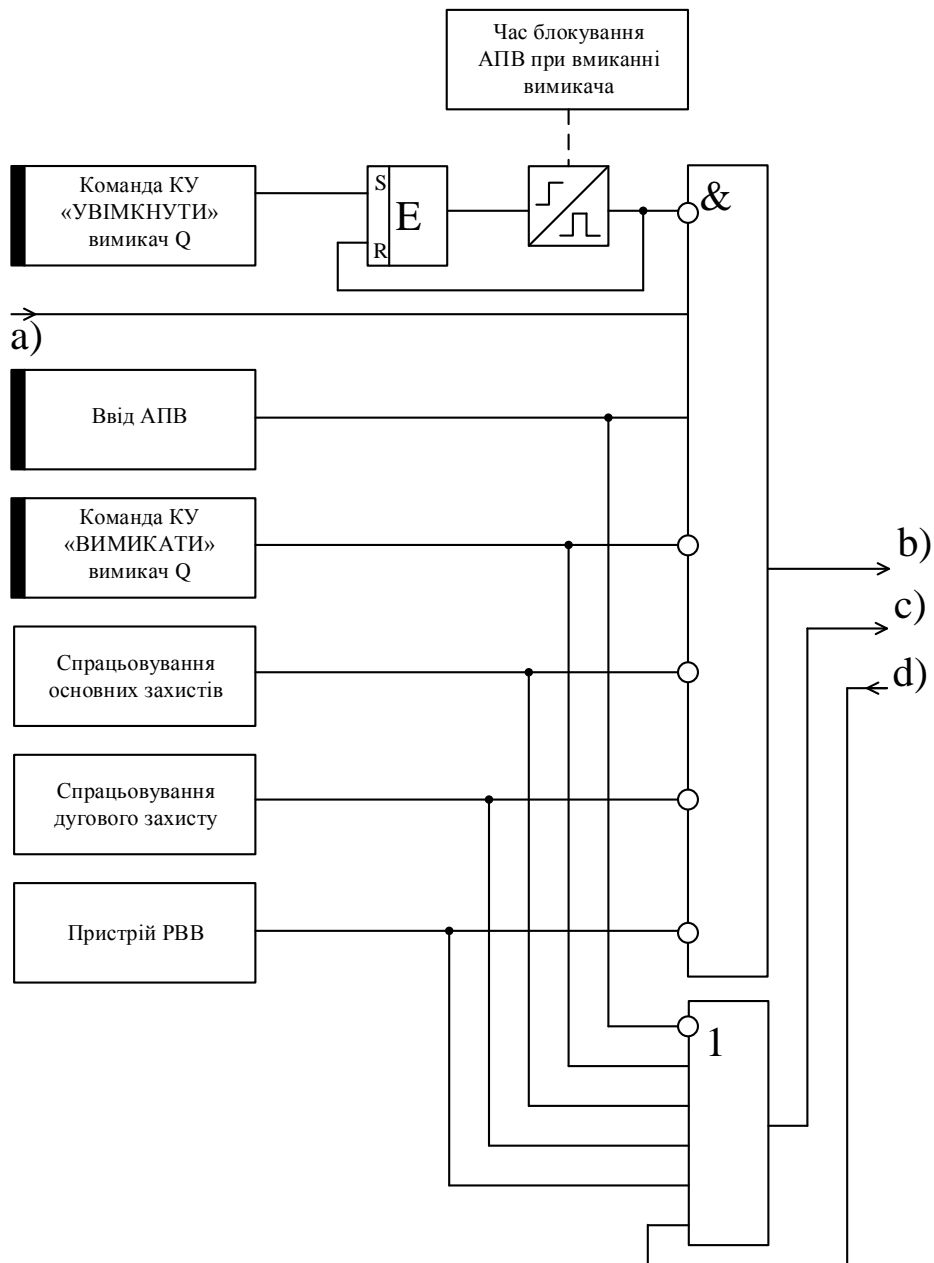 Час блокування
АПВ при вмиканні
вимикача
Команда КУ
«УВІМКНУТИ»
вимикач Q
S
R
E
&
a)
Ввід АПВ
Команда КУ
«ВИМИКАТИ»
вимикач Q
b)
c)
d)
Спрацьовування
основних захистів
Спрацьовування
дугового захисту
Пристрій РВВ
1